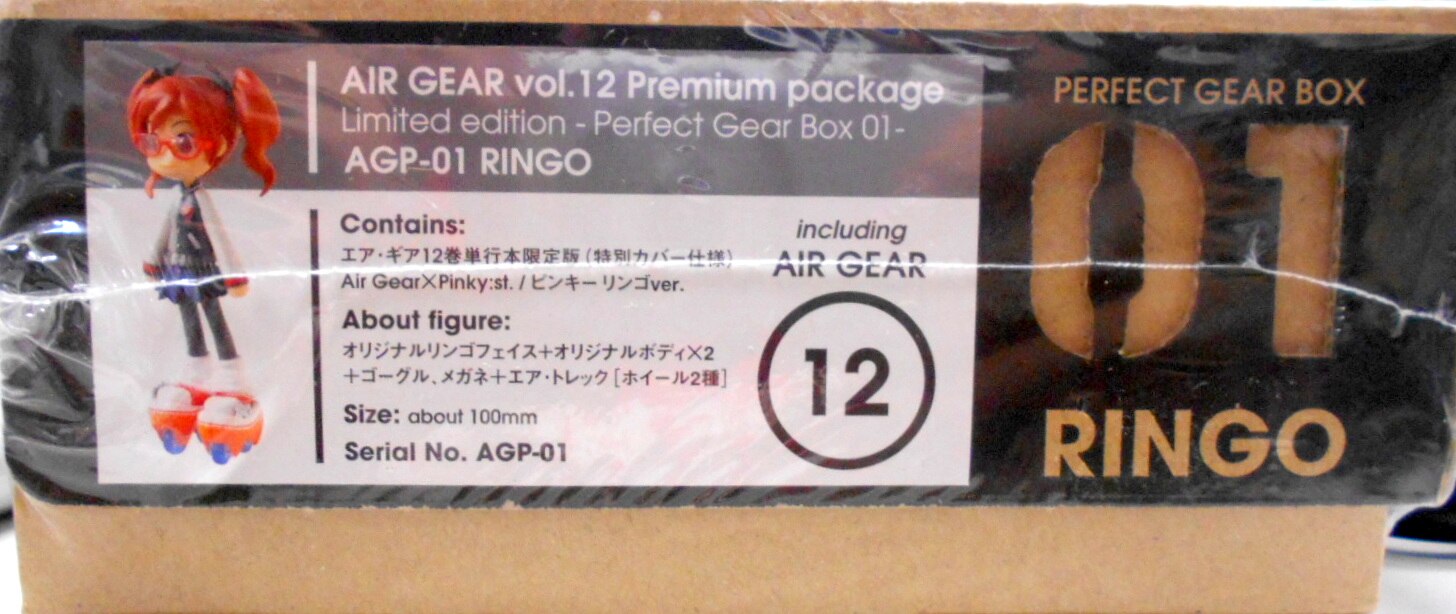 AIR GEAR vol.12 Premium package
Limited edition - Perfect Gear Box 01-
AGP-01 RINGO
Contains:
エア・ギア12巻単行本限定版(特別カバー仕様)
Air Gear×Pinky:st. / ピンキー リンゴver.
About figure:
オリジナルリンゴフェイス+オリジナルボディ×2
+ゴーグル、メガネ+エア・トレック[ホイール2種]
Size: about 100mm
Serial No. AGP-01
including
AIR GEAR
12
PERFECT GEAR BOX
01
RINGO